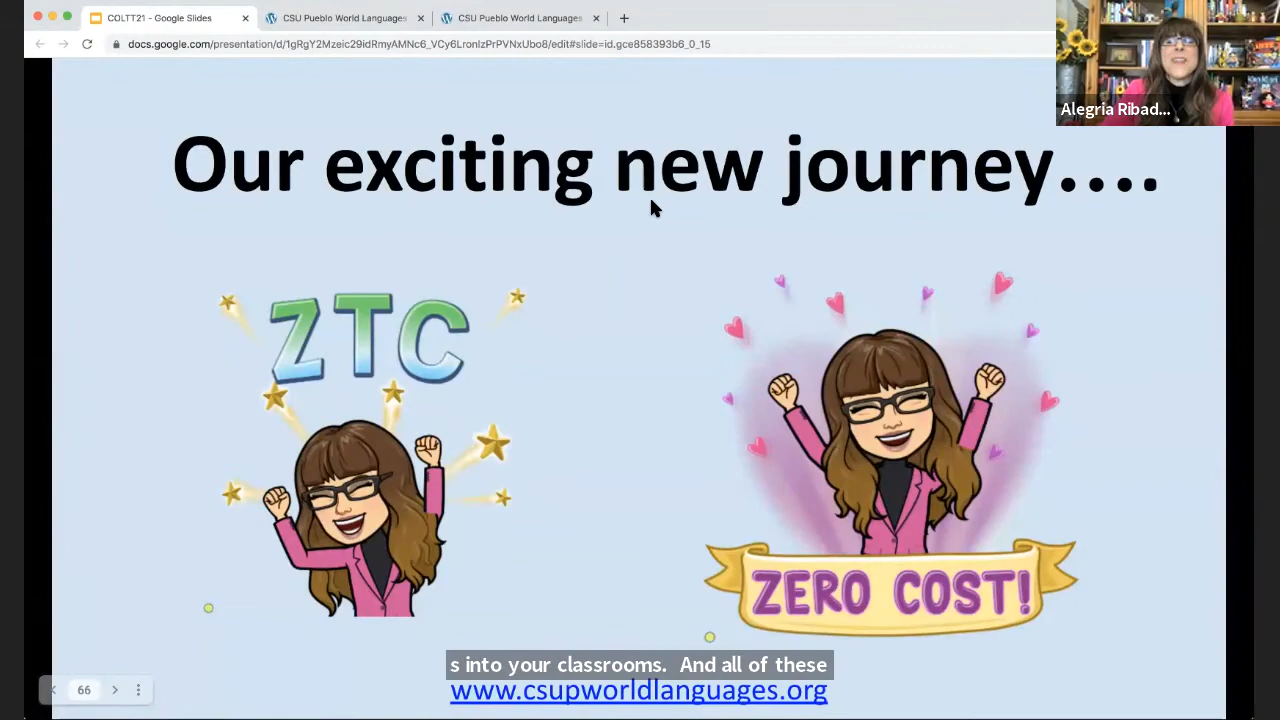 COLTT21 - Google Slides
CSU Pueblo World Languages
CSU Pueblo World Languages
docs.google.com/presentation/d/1gRgY2Mzeic29idRmyAMNc6_VCy6LronIzPrPVNxUbo8/edit#slide=id.gce858393b6_0_15
Alegria Ribad...
Our exciting new journey....
ZTC
ZERO COST!
s into your classrooms.  And all of these
www.csupworldlanguages.org
66